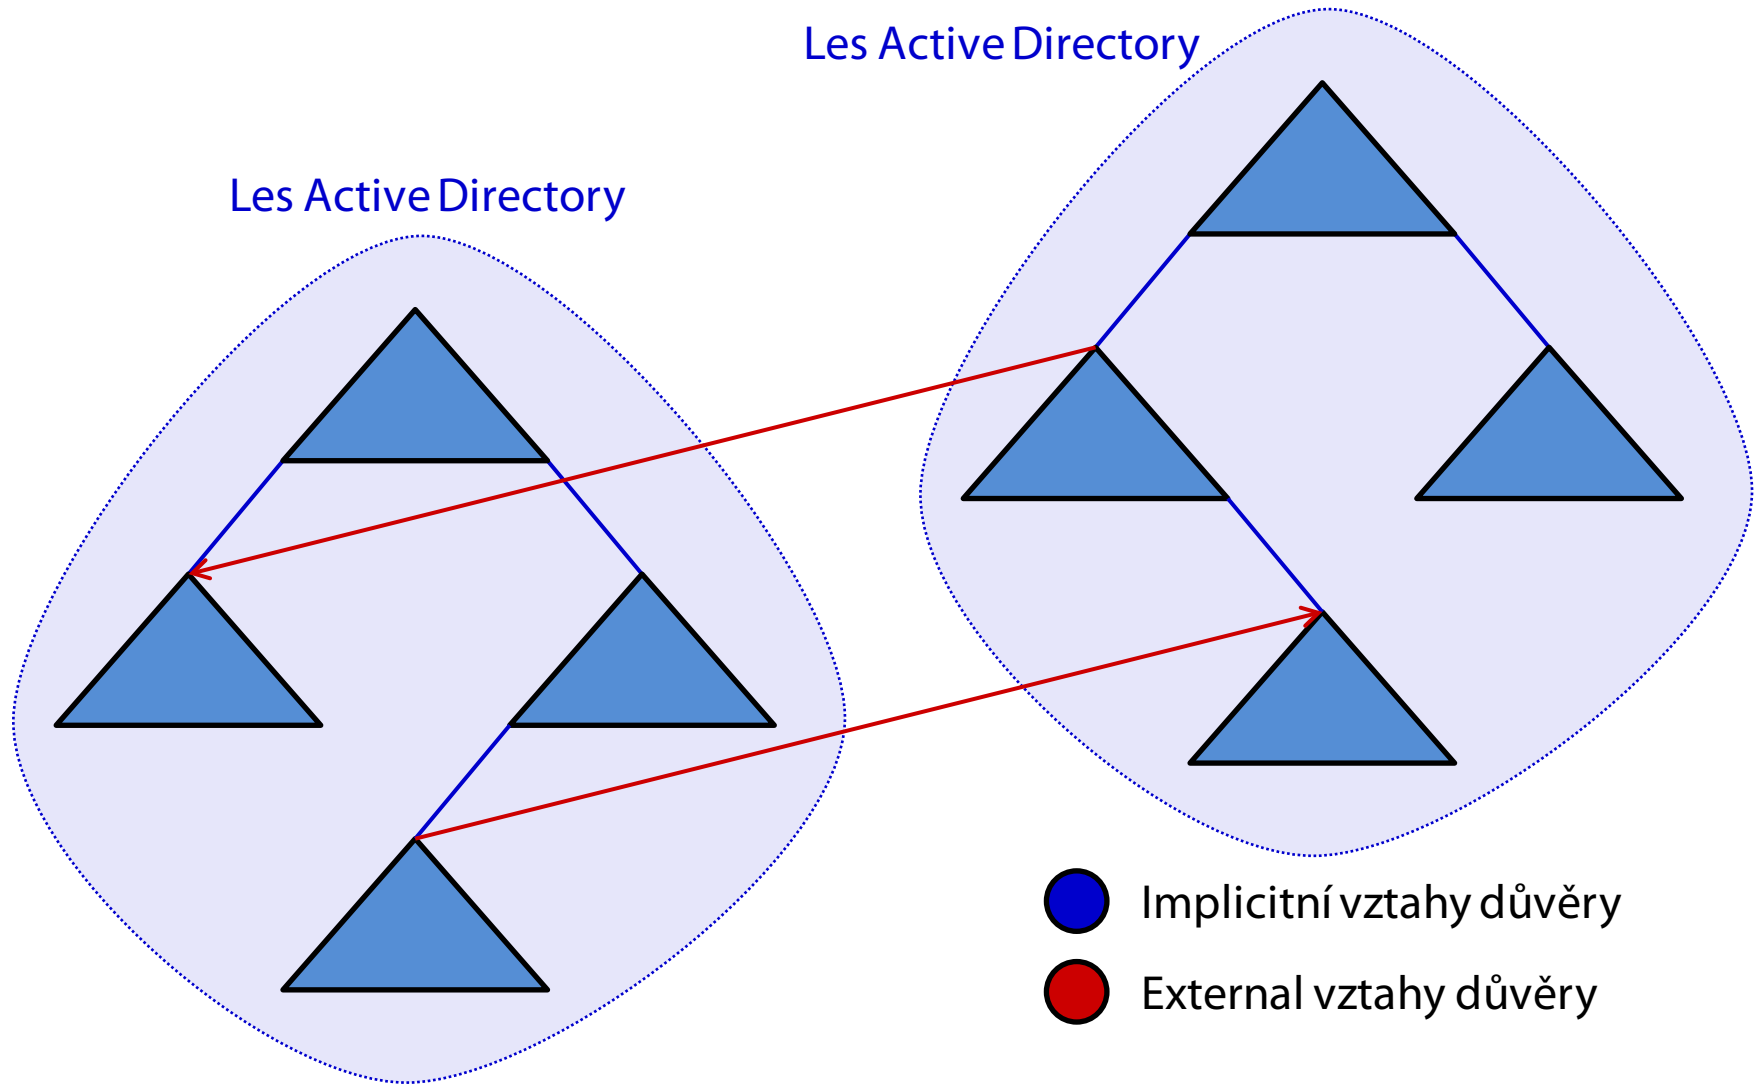 Les Active Directory
Les Active Directory
Implicitní vztahy důvěry
External vztahy důvěry